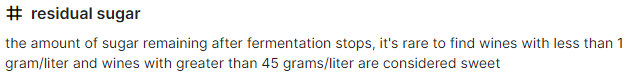 # residual sugar
the amount of sugar remaining after fermentation stops, it's rare to find wines with less than 1
gram/liter and wines with greater than 45 grams/liter are considered sweet